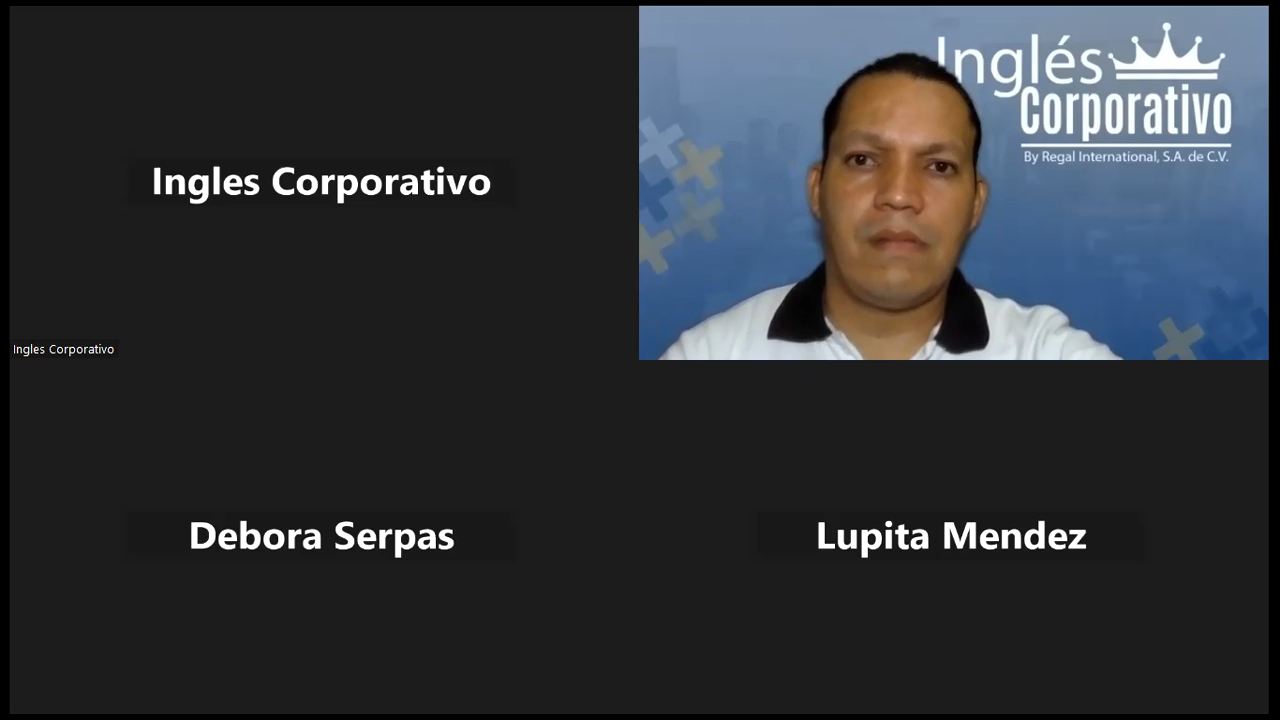 Ingles Corporativo
Inglés
Corporativo
By Regal International, S.A. de C.V.
Ingles Corporativo
Debora Serpas
Lupita Mendez